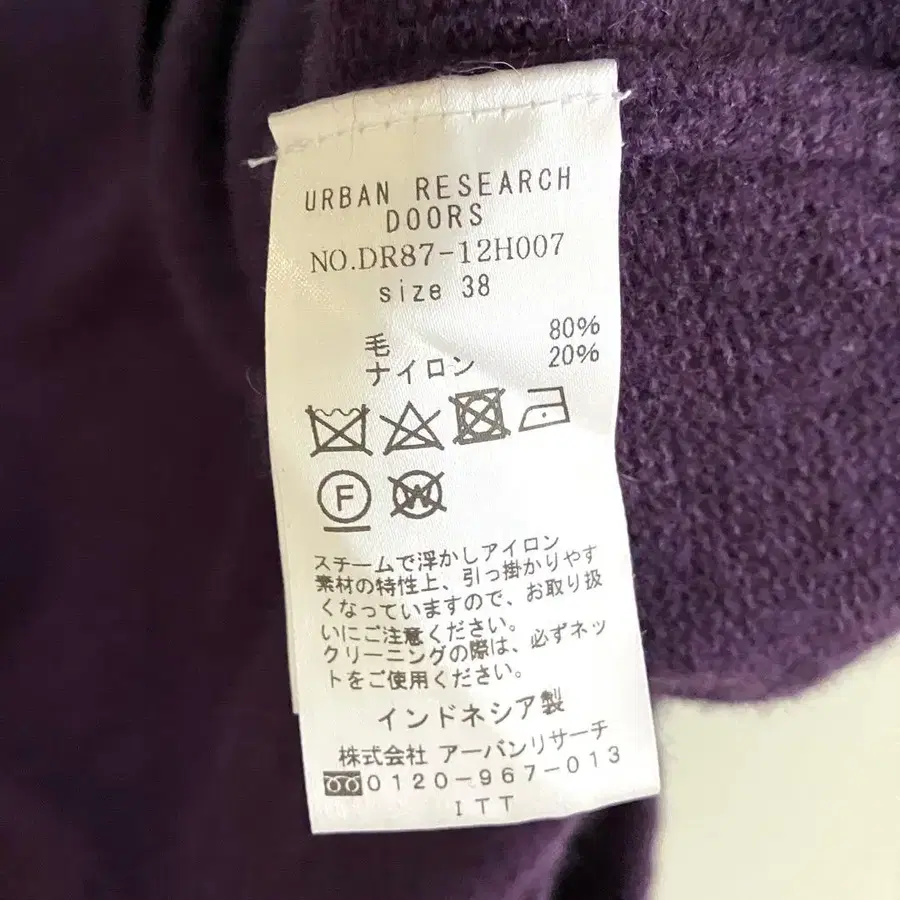 URBAN RESEARCH
DOORS
NO.DR87-12H007
size 38
毛 80%
ナイロン 20%
F
W
スチームで浮かしアイロン
素材の特性上、引っ掛かりやす
くなっていますので、お取り扱
いにご注意ください。
クリーニングの際は、必ずネッ
トをご使用ください。
インドネシア製
株式会社 アーバンリサーチ
0120-967-013
ITT